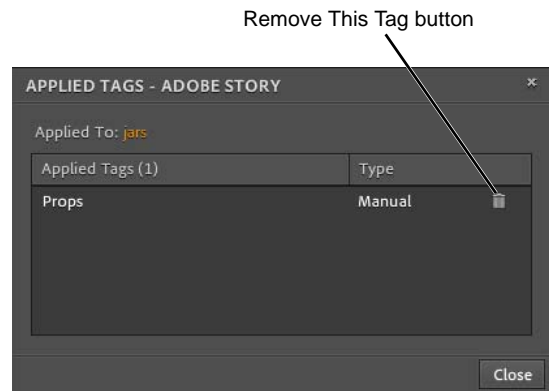 Remove This Tag button
APPLIED TAGS - ADOBE STORY ×
Applied To: jars
Applied Tags (1) Type
Props Manual
Close